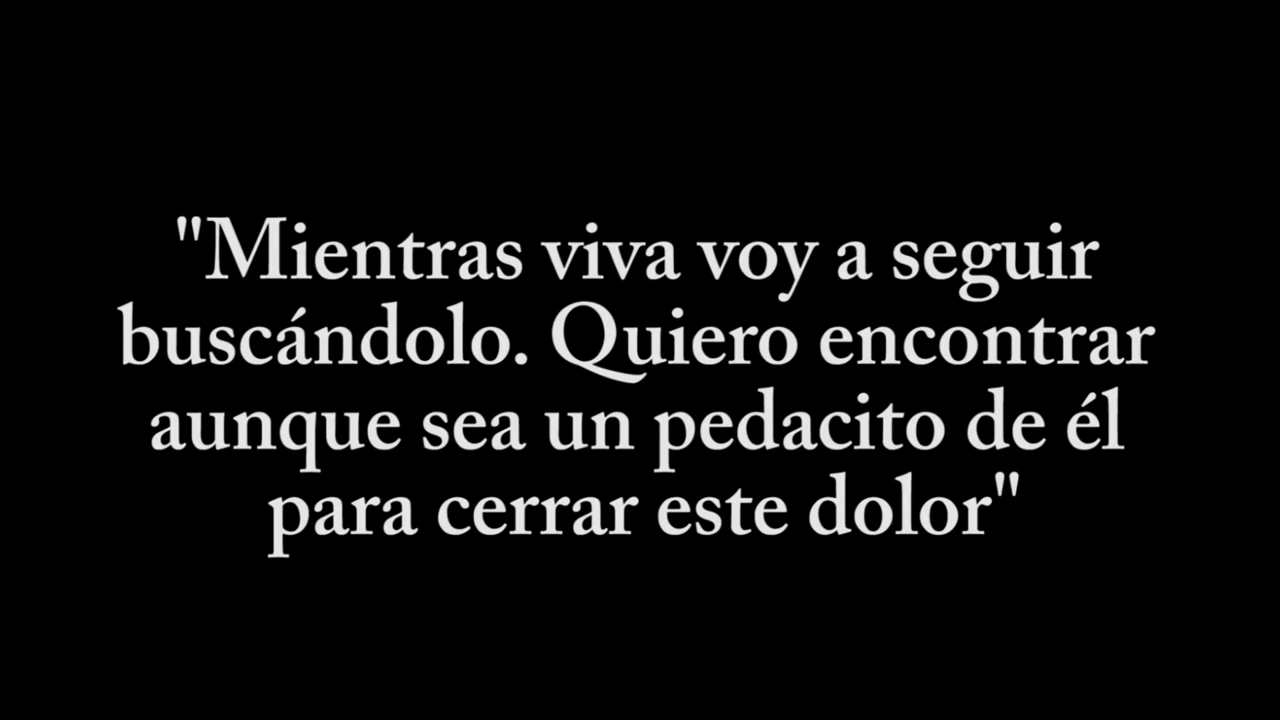 "Mientras viva voy a seguir
buscándolo. Quiero encontrar
aunque sea un pedacito de él
para cerrar este dolor"